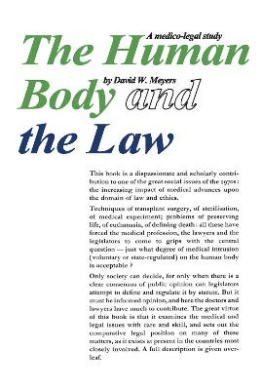 A medico-legal study
The Human
by David W. Meyers
Body and
the Law
This book is a dispassionate and scholarly contri-
bution to one of the great social issues of the 1970s:
the increasing impact of medical advances upon
the domain of law and ethics.
Techniques of transplant surgery, of sterilisation,
of medical experiment; problems of preserving
life, of euthanasia, of defining death: all these have
forced the medical profession, the lawyers and the
legislators to come to grips with the central
question — just what degree of medical intrusion
(voluntary or state-regulated) on the human body
is acceptable ?
Only society can decide, for only when there is a
clear consensus of public opinion can legislators
attempt to define and regulate it by statute. But it
must be informed opinion, and here the doctors and
lawyers have much to contribute. The great virtue
of this book is that it examines the medical and
legal issues with care and skill, and sets out the
comparative legal position on many of these
matters, as it exists at present in the countries most
closely involved. A full description is given over-
leaf.